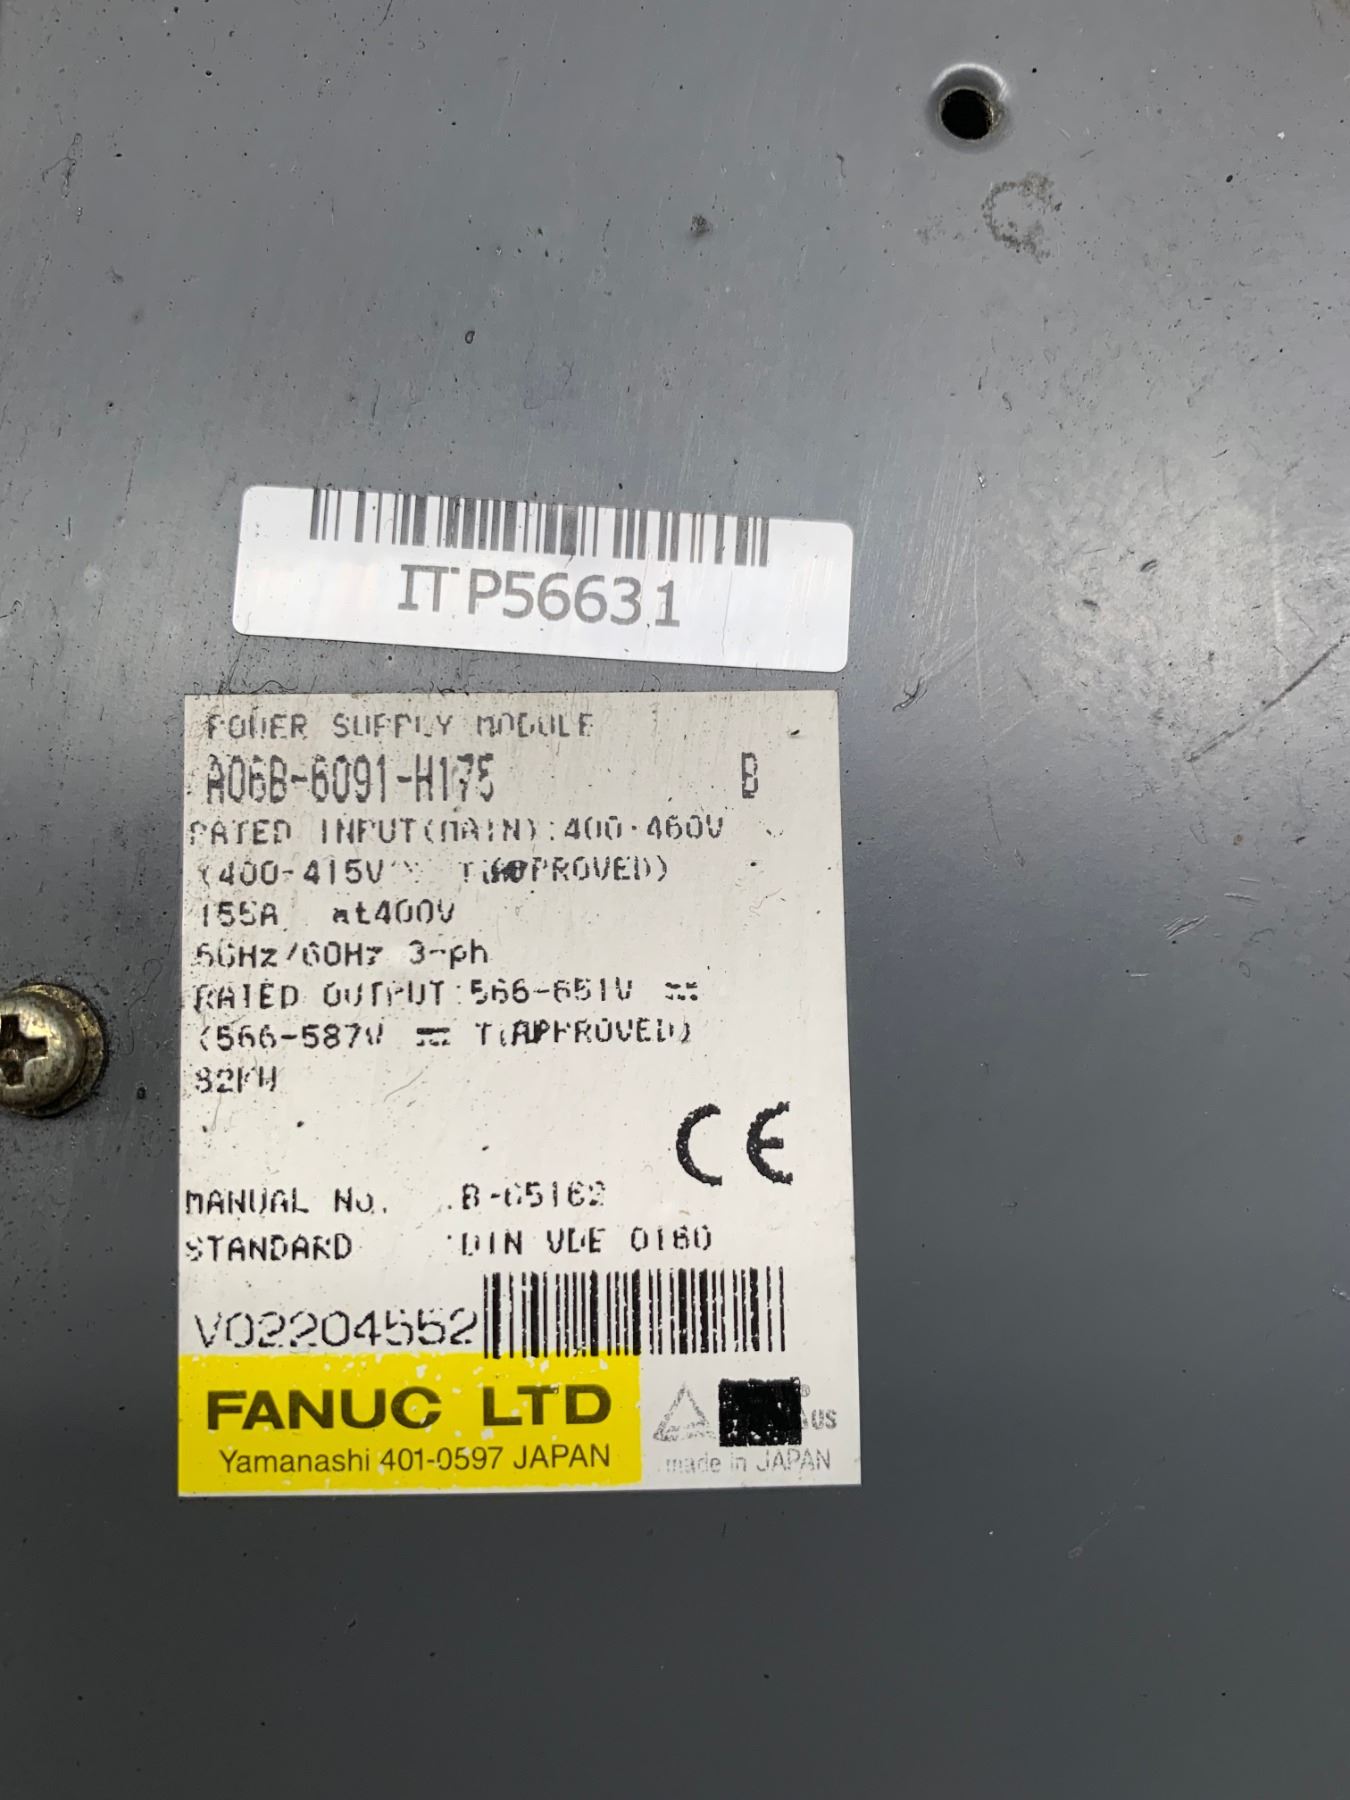 ITP56631
POWER SUPPLY MODULE
A06B-6091-H175 B
RATED INPUT(MAIN):400-460V
(400-415V T(APPROVED)
155A at400V
50Hz/60Hz 3-ph
RATED OUTPUT:566-651V ⎓
(566-587V ⎓ T(APPROVED)
82KW
CE
MANUAL No. :B-65162
STANDARD :DIN VDE 0160
V02204552
FANUC LTD
Yamanashi 401-0597 JAPAN
® US
made in JAPAN